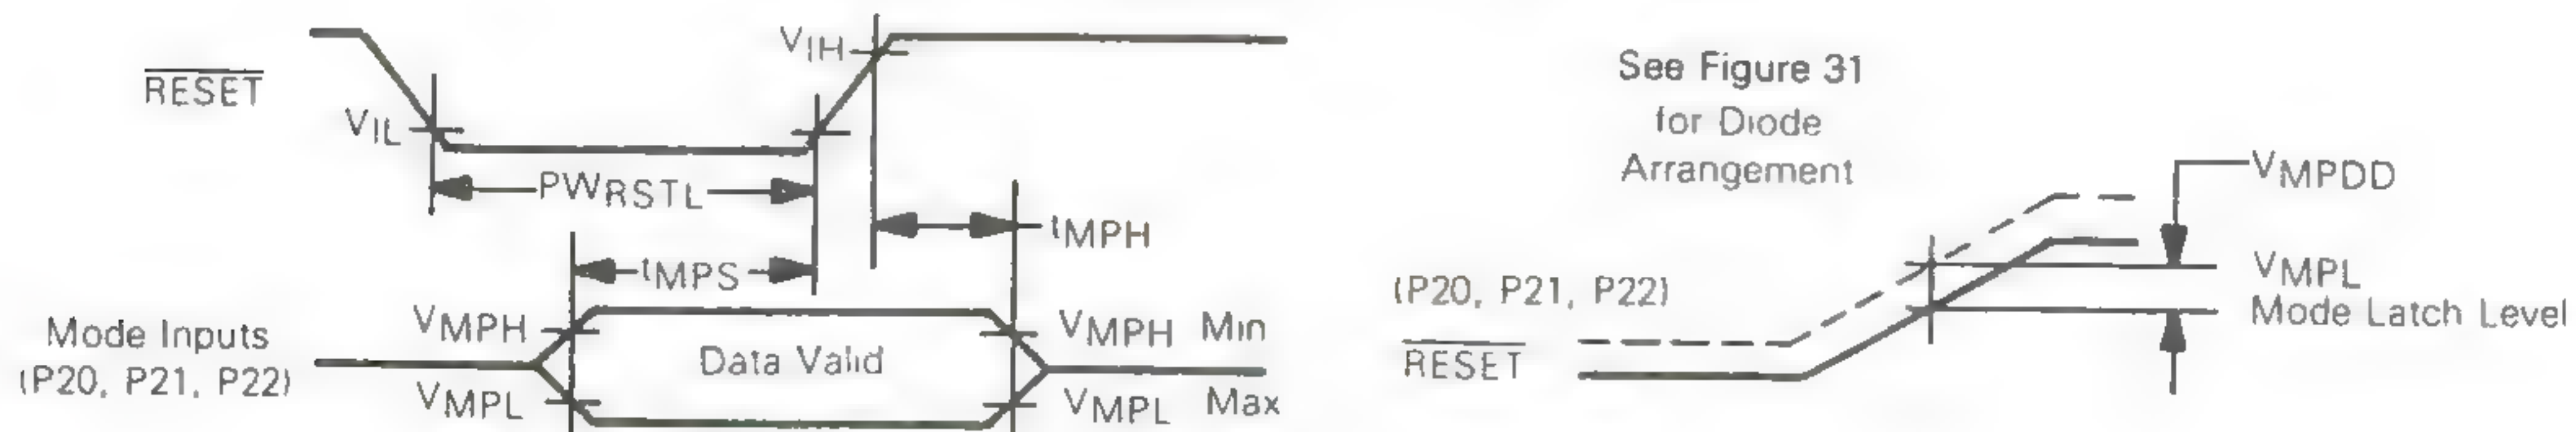 RESET
VIL
VIH
PWRSTL
tMPH
tMPS
Mode Inputs
(P20, P21, P22)
VMPH
VMPL
Data Valid
VMPH Min
VMPL Max
See Figure 31
for Diode
Arrangement
VMPDD
VMPL
Mode Latch Level
(P20, P21, P22)
RESET